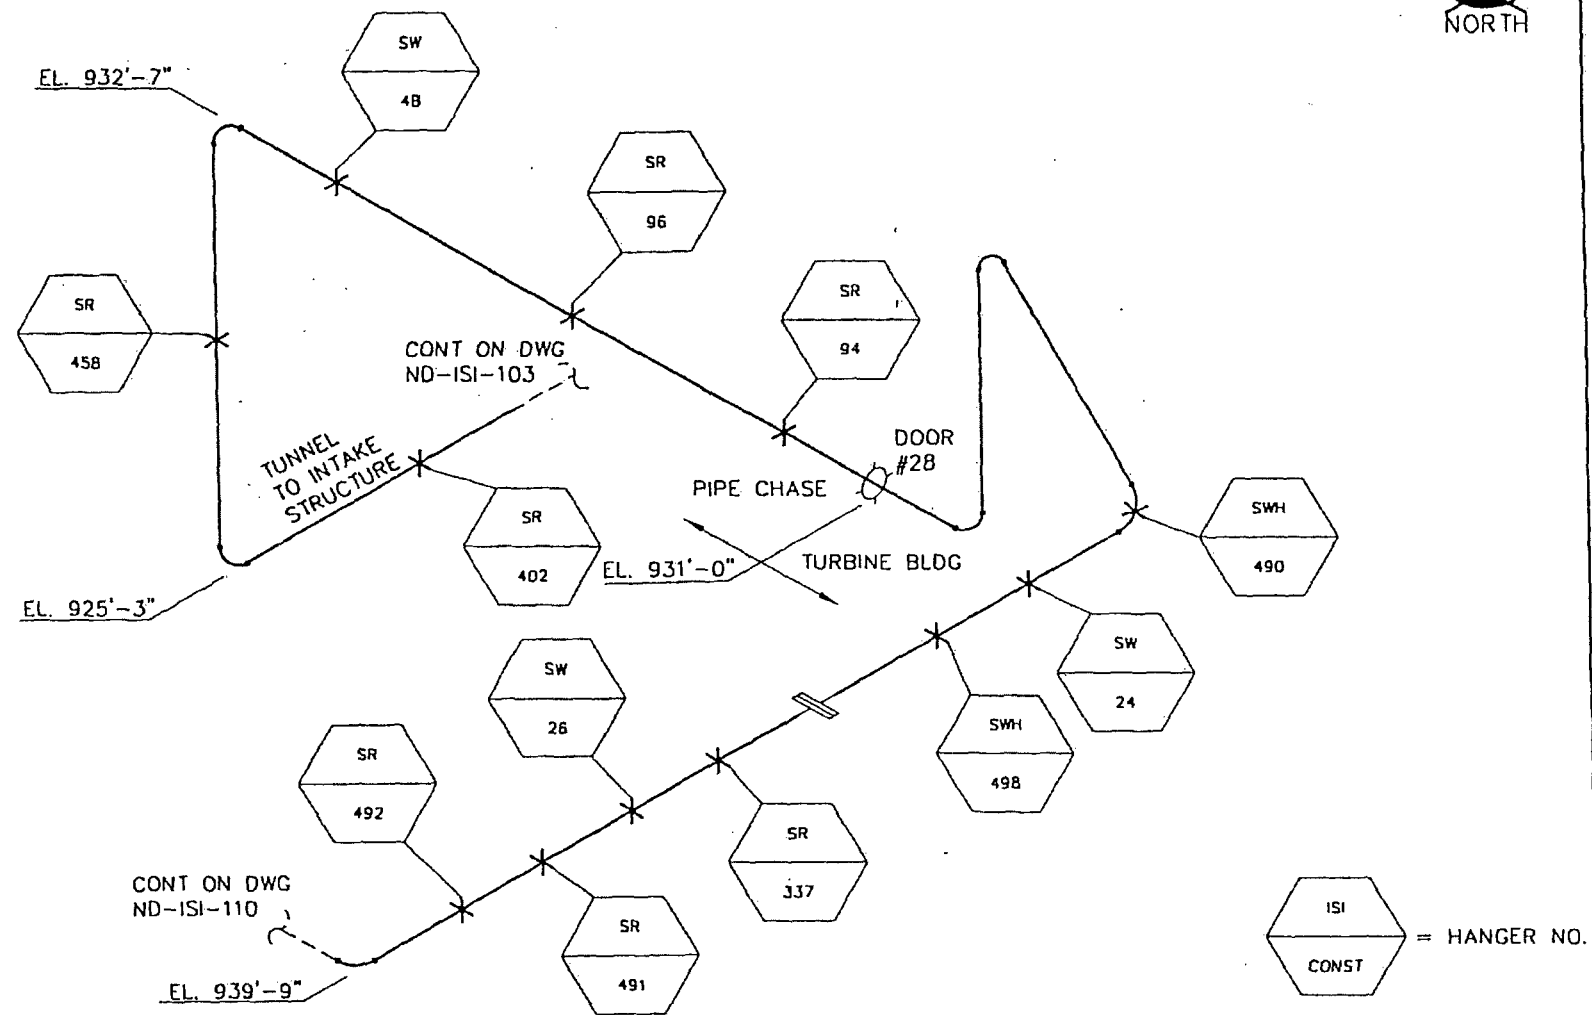 NORTH
EL. 932'-7"
SW
4B
SR
96
SR
458
SR
94
CONT ON DWG
ND-ISI-103
TUNNEL
TO INTAKE
STRUCTURE
DOOR
#28
PIPE CHASE
SR
402
SWH
490
EL. 931'-0"
TURBINE BLDG
EL. 925'-3"
SW
24
SW
26
SWH
498
SR
492
SR
337
CONT ON DWG
ND-ISI-110
SR
491
EL. 939'-9"
ISI
CONST
= HANGER NO.